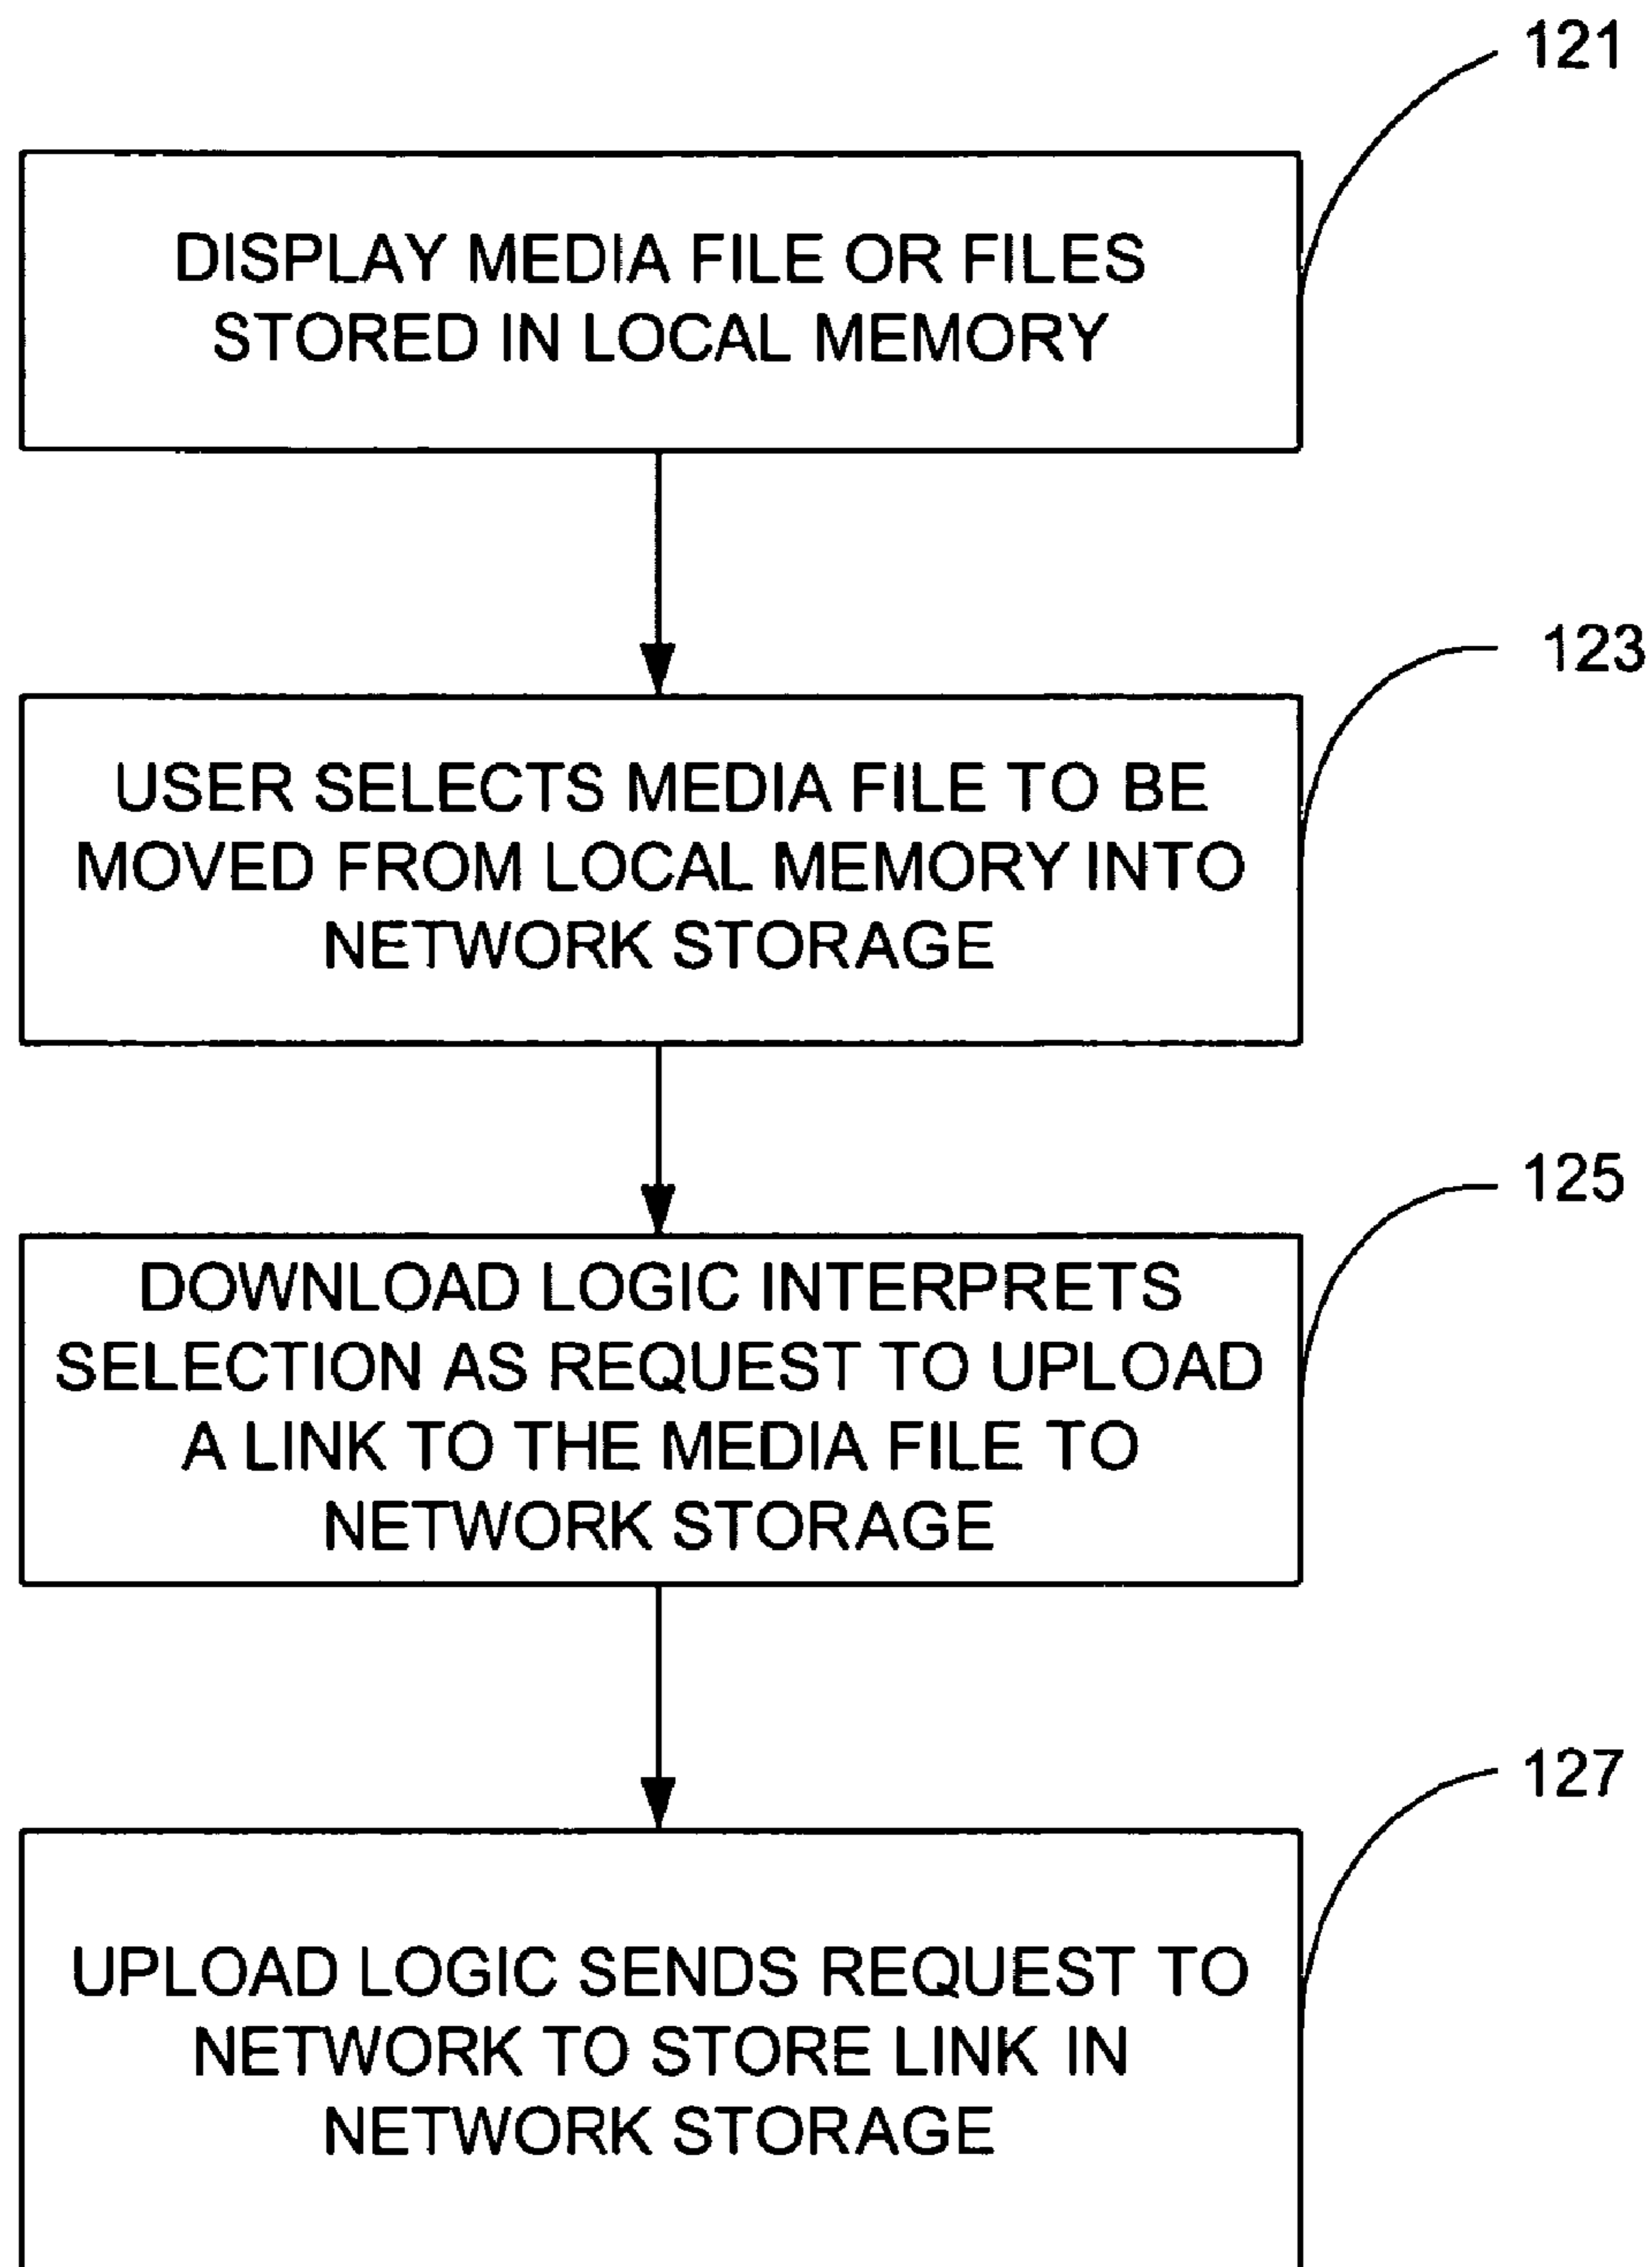 121
DISPLAY MEDIA FILE OR FILES
STORED IN LOCAL MEMORY
123
USER SELECTS MEDIA FILE TO BE
MOVED FROM LOCAL MEMORY INTO
NETWORK STORAGE
125
DOWNLOAD LOGIC INTERPRETS
SELECTION AS REQUEST TO UPLOAD
A LINK TO THE MEDIA FILE TO
NETWORK STORAGE
127
UPLOAD LOGIC SENDS REQUEST TO
NETWORK TO STORE LINK IN
NETWORK STORAGE